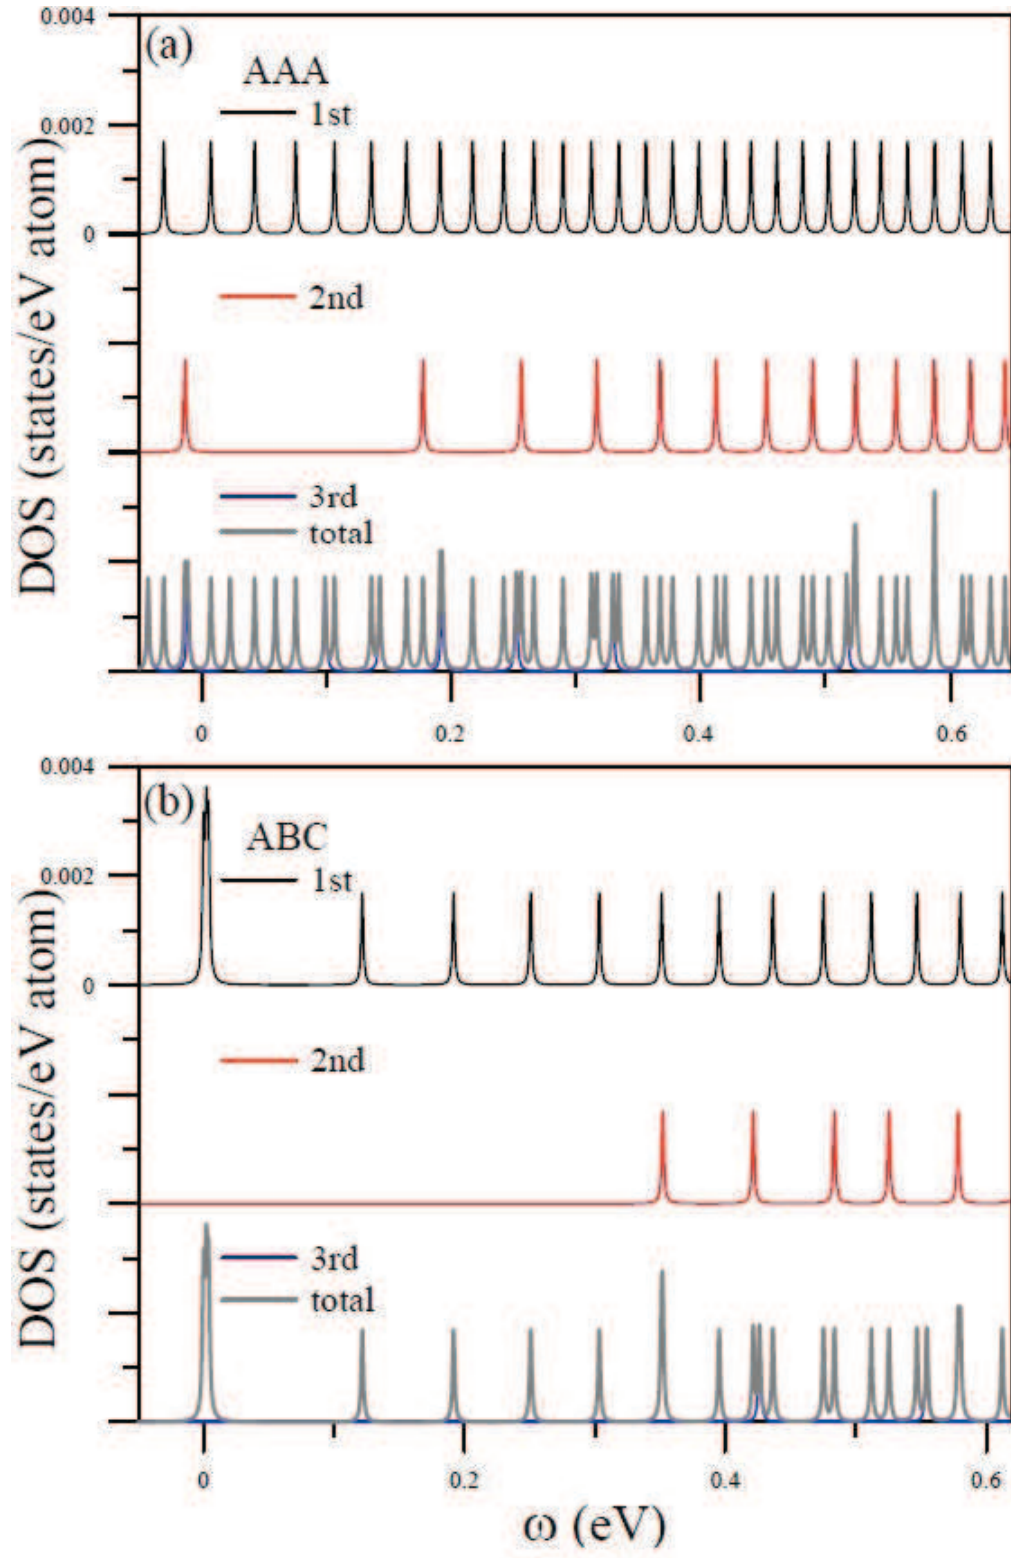 0.004
(a)
AAA
1st
0.002
0
2nd
3rd
total
DOS (states/eV atom)
0 0.2 0.4 0.6
0.004
(b)
ABC
1st
0.002
0
2nd
3rd
total
DOS (states/eV atom)
0 0.2 0.4 0.6
ω (eV)